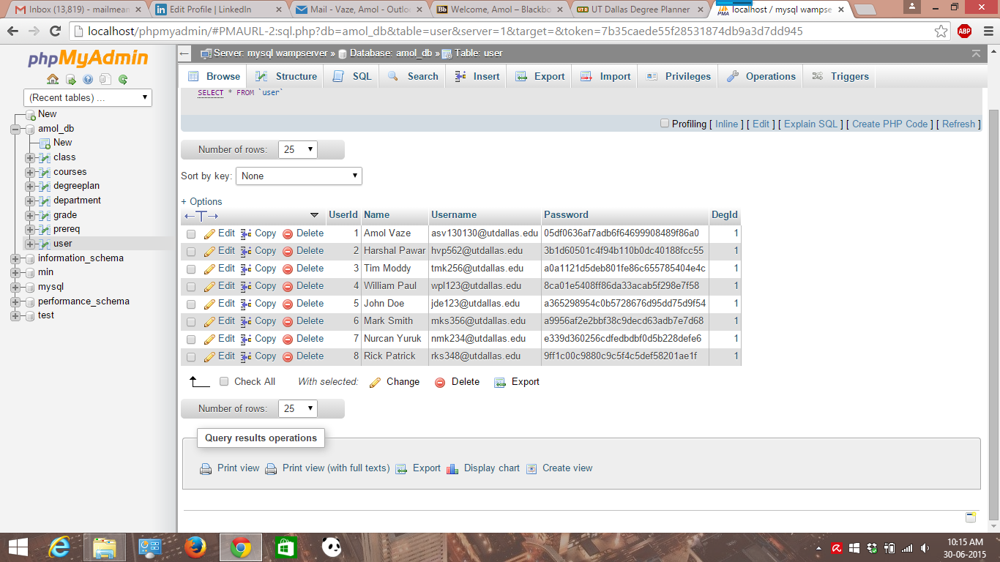 Inbox (13,819) - mailmean
Edit Profile | LinkedIn
Mail - Vaze, Amol - Outlo
Welcome, Amol – Blackbo
UT Dallas Degree Planner
localhost / mysql wampse
localhost/phpmyadmin/#PMAURL-2:sql.php?db=amol_db&table=user&server=1&target=&token=7b35caede55f28531874db9a3d7dd945
ABP
phpMyAdmin
(Recent tables) ...
New
amol_db
New
class
courses
degreeplan
department
grade
prereq
user
information_schema
min
mysql
performance_schema
test
Server: mysql wampserver » Database: amol_db » Table: user
Browse Structure SQL Search Insert Export Import Privileges Operations Triggers
SELECT * FROM `user`
Profiling [ Inline ] [ Edit ] [ Explain SQL ] [ Create PHP Code ] [ Refresh ]
Number of rows: 25
Sort by key: None
+ Options
UserId Name Username Password DegId
Edit Copy Delete 1 Amol Vaze asv130130@utdallas.edu 05df0636af7adb6f64699908489f86a0 1
Edit Copy Delete 2 Harshal Pawar hvp562@utdallas.edu 3b1d60501c4f94b110b0dc40188fcc55 1
Edit Copy Delete 3 Tim Moddy tmk256@utdallas.edu a0a1121d5deb801fe86c655785404e4c 1
Edit Copy Delete 4 William Paul wpl123@utdallas.edu 8ca01e5408ff86da33acab5f298e7f58 1
Edit Copy Delete 5 John Doe jde123@utdallas.edu a365298954c0b5728676d95dd75d9f54 1
Edit Copy Delete 6 Mark Smith mks356@utdallas.edu a9956af2e2bbf38c9decd63adb7e7d68 1
Edit Copy Delete 7 Nurcan Yuruk nmk234@utdallas.edu e339d360256cdfedbdbf0d5b228defe6 1
Edit Copy Delete 8 Rick Patrick rks348@utdallas.edu 9ff1c00c9880c9c5f4c5def58201ae1f 1
Check All With selected: Change Delete Export
Number of rows: 25
Query results operations
Print view Print view (with full texts) Export Display chart Create view
10:15 AM
30-06-2015